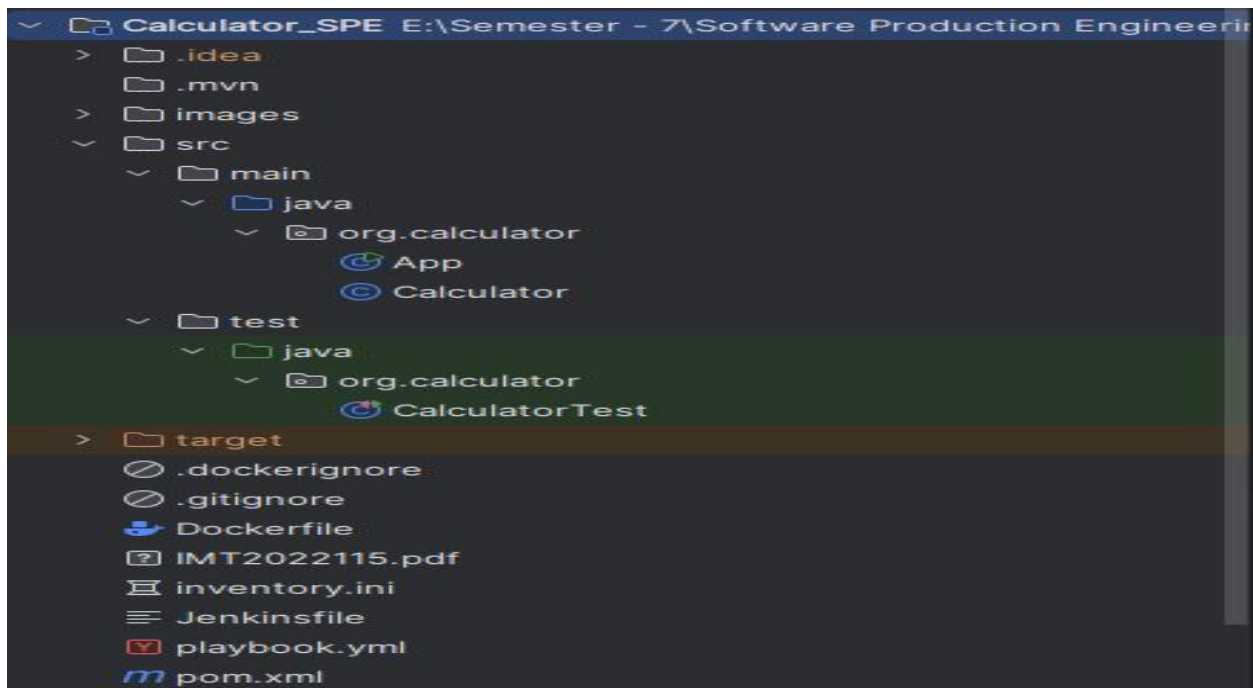 Calculator_SPE E:\Semester - 7\Software Production
.idea
.mvn
images
src
main
java
org.calculator
App
Calculator
test
java
org.calculator
CalculatorTest
target
.dockerignore
.gitignore
Dockerfile
IMT2022115.pdf
inventory.ini
Jenkinsfile
playbook.yml
pom.xml